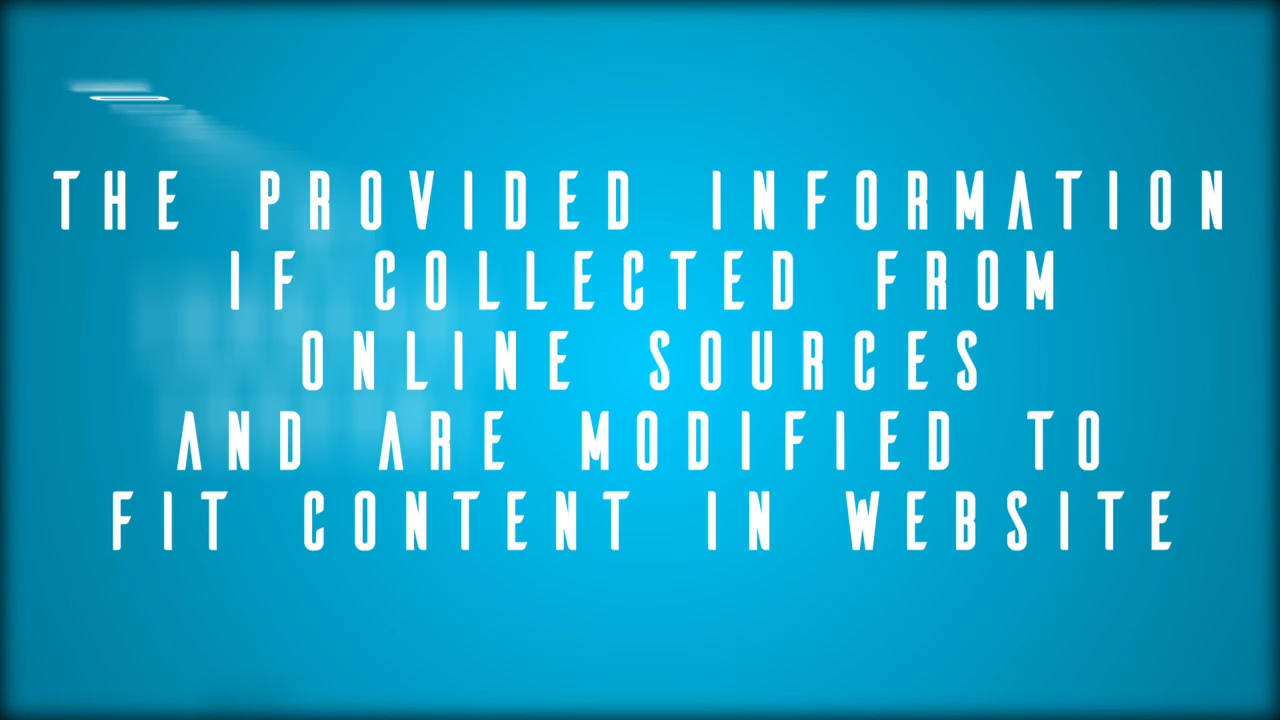 THE PROVIDED INFORMATION
IF COLLECTED FROM
ONLINE SOURCES
AND ARE MODIFIED TO
FIT CONTENT IN WEBSITE